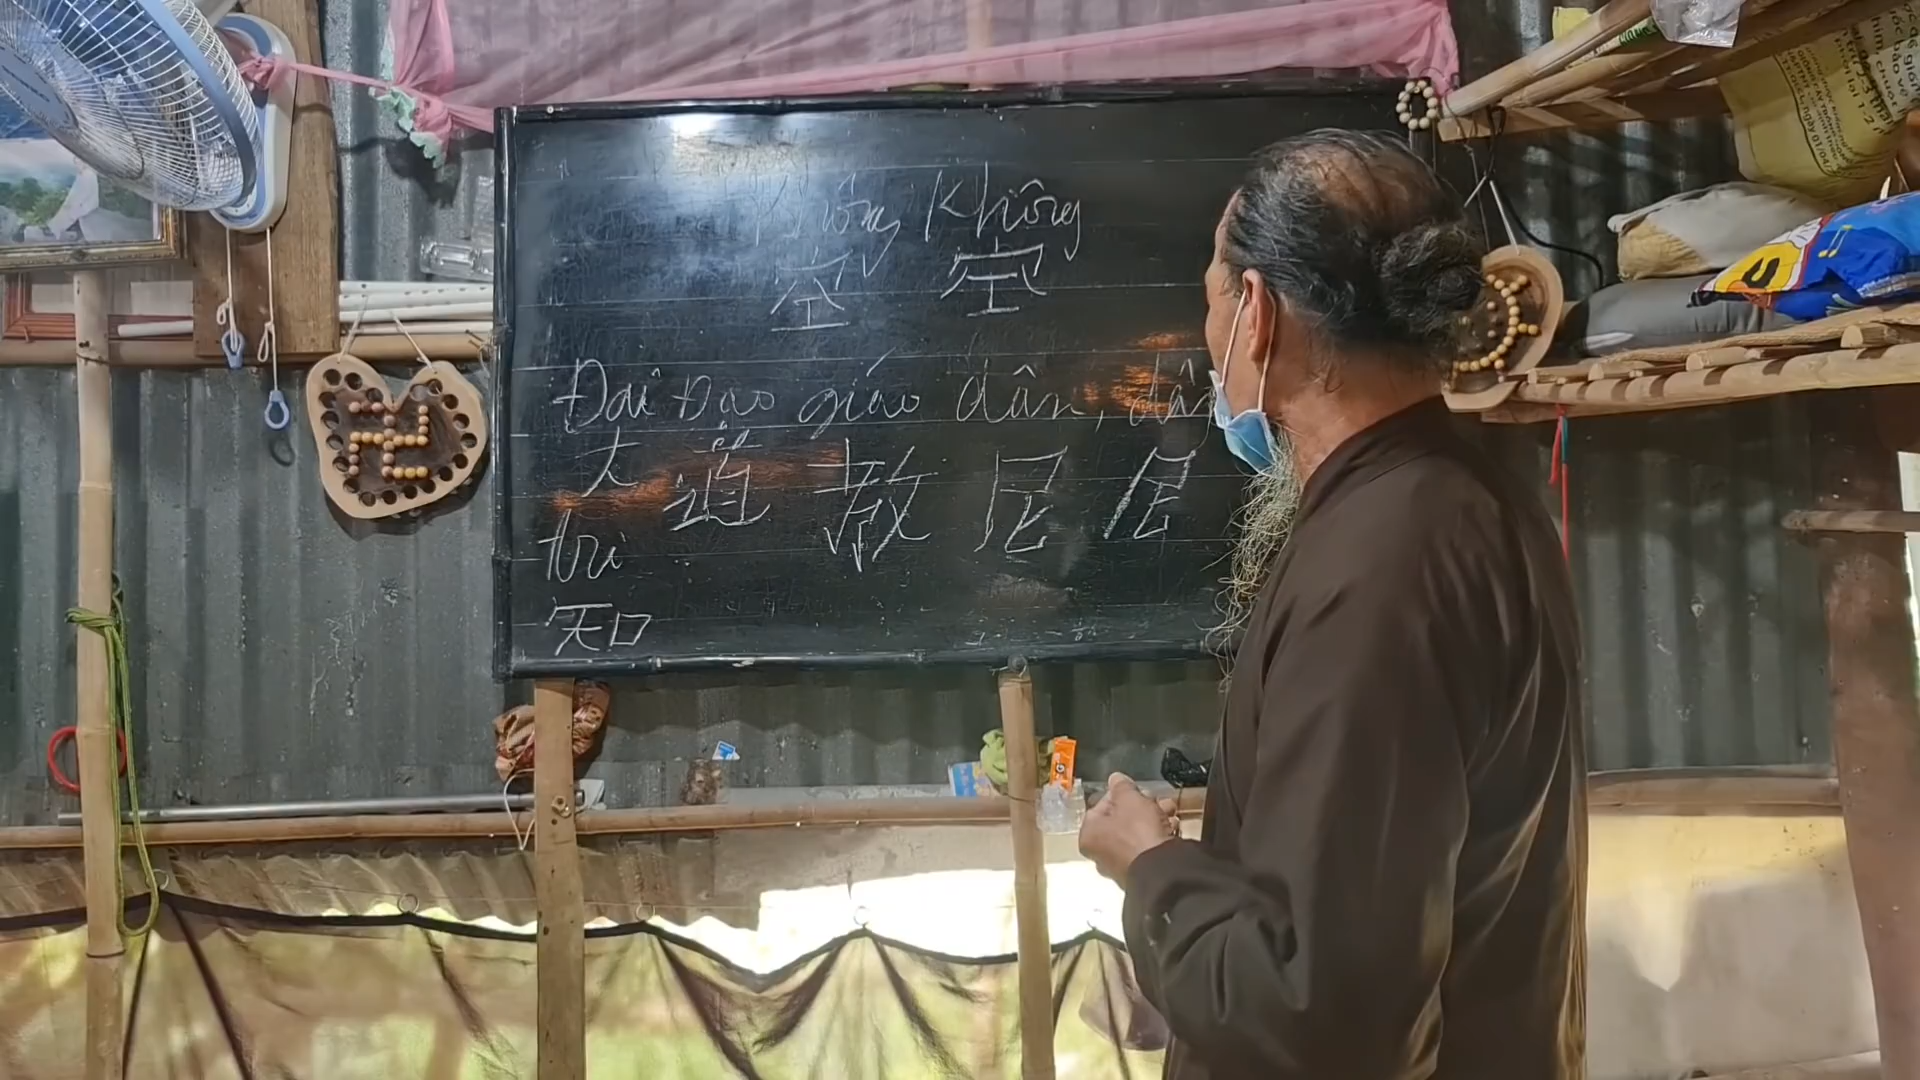 Không Không
空 空
Đại Đạo giáo dân, dân
大 道 教 民 民
tri
知